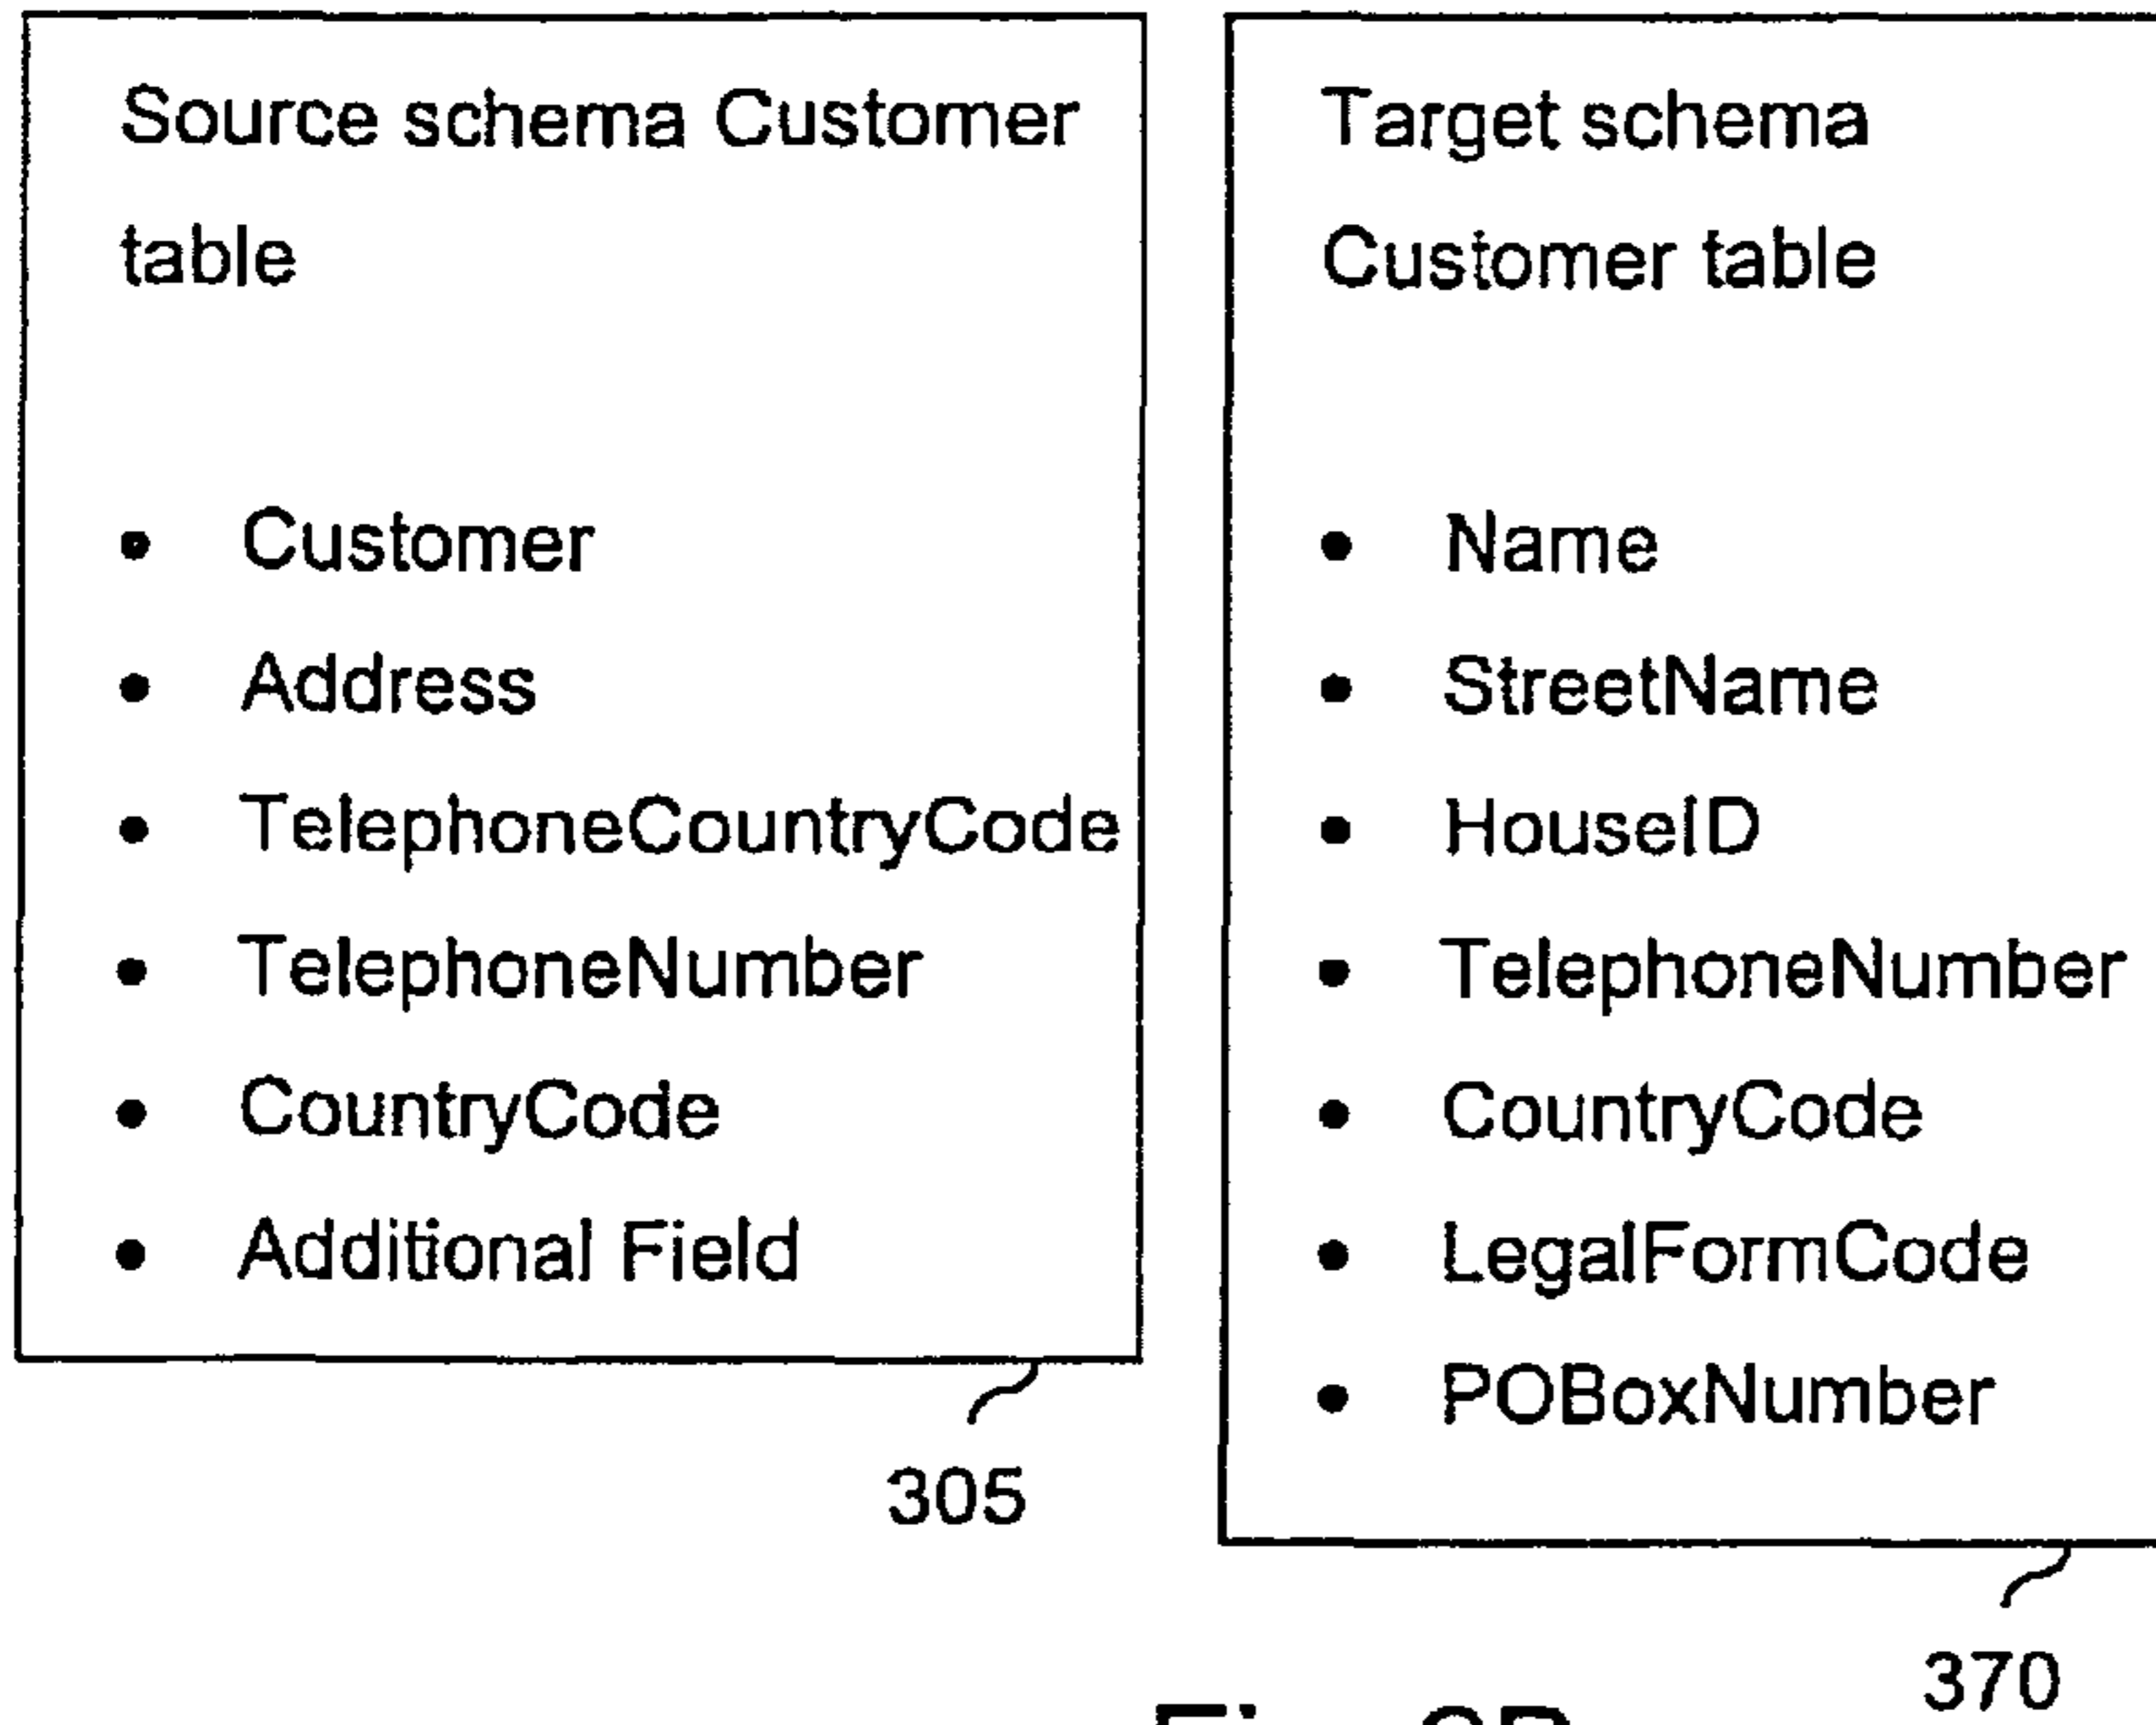 Source schema Customer
table
• Customer
• Address
• TelephoneCountryCode
• TelephoneNumber
• CountryCode
• Additional Field
305
Target schema
Customer table
• Name
• StreetName
• HouseID
• TelephoneNumber
• CountryCode
• LegalFormCode
• POBoxNumber
370